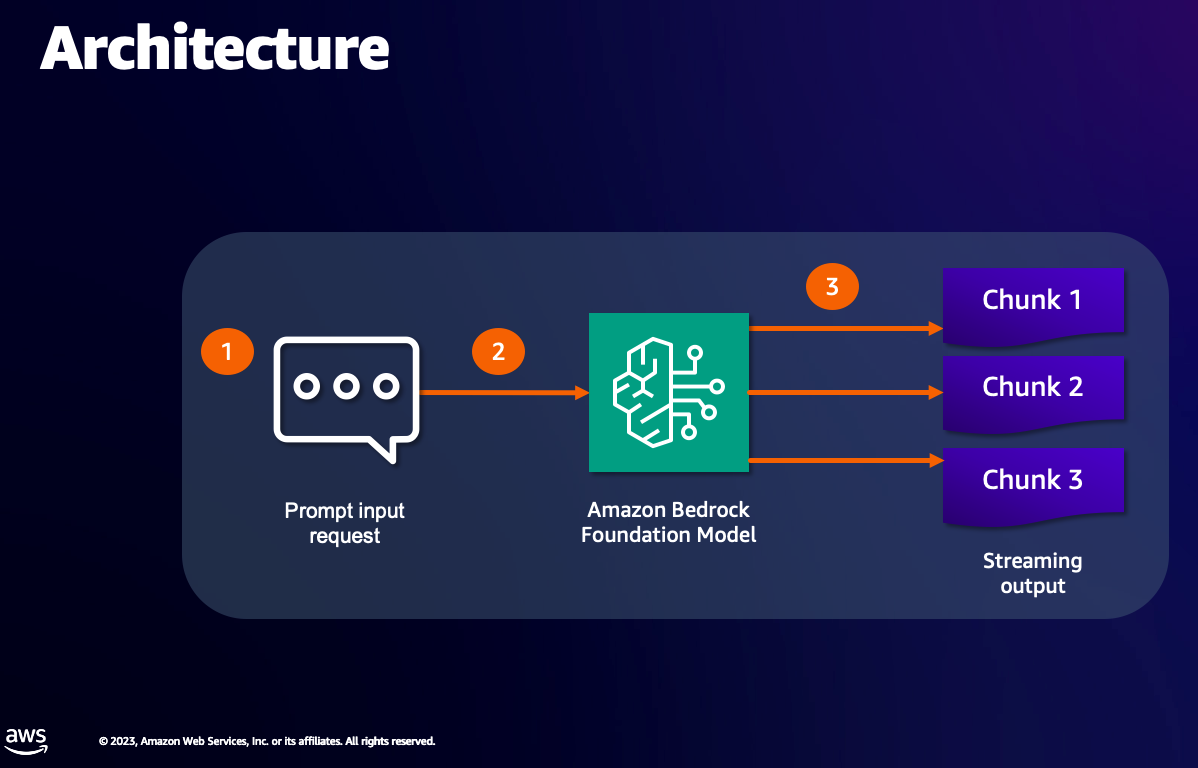 Architecture
1
2
3
Chunk 1
Chunk 2
Chunk 3
Prompt input
request
Amazon Bedrock
Foundation Model
Streaming
output
aws
© 2023, Amazon Web Services, Inc. or its affiliates. All rights reserved.